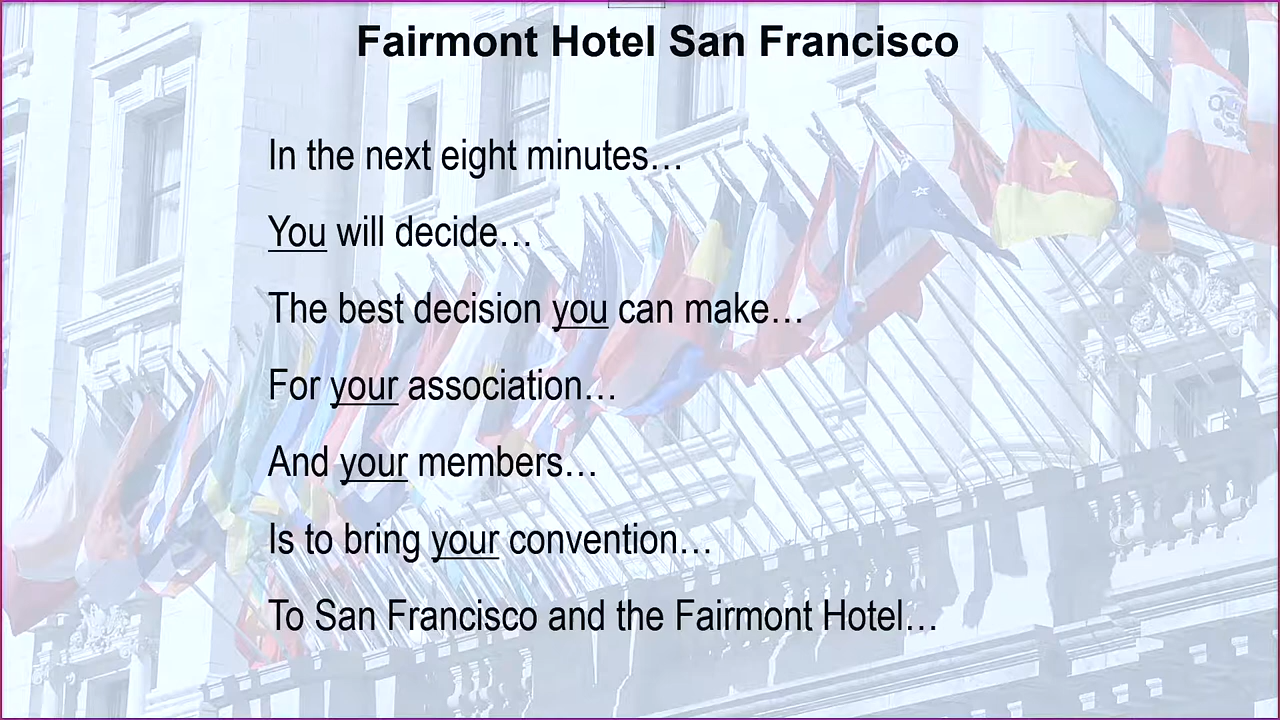 Fairmont Hotel San Francisco
In the next eight minutes…
You will decide…
The best decision you can make…
For your association…
And your members…
Is to bring your convention…
To San Francisco and the Fairmont Hotel…